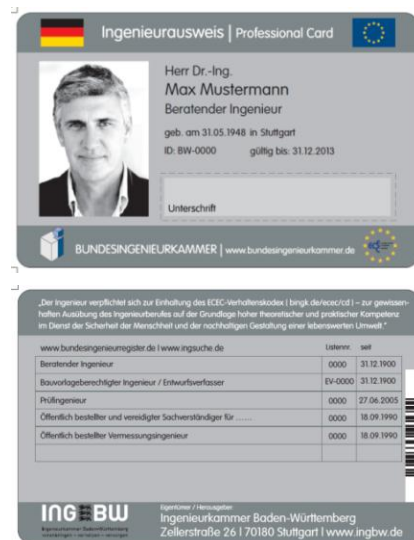 Ingenieurausweis | Professional Card
Herr Dr.-Ing.
Max Mustermann
Beratender Ingenieur
geb. am 31.05.1948 in Stuttgart
ID: BW-0000 gültig bis: 31.12.2013
Unterschrift
BUNDESINGENIEURKAMMER | www.bundesingenieurkammer.de
„Der Ingenieur verpflichtet sich zur Einhaltung des ECEC-Verhaltenskodex ( bingk.de/ecec/cd ) – zur gewissen-
haften Ausübung des Ingenieurberufes auf der Grundlage hoher theoretischer und praktischer Kompetenz
im Dienst der Sicherheit der Menschheit und der nachhaltigen Gestaltung einer lebenswerten Umwelt."
www.bundesingenieurregister.de I www.ingsuche.de Listennr. seit
Beratender Ingenieur 0000 31.12.1900
Bauvorlageberechtigter Ingenieur / Entwurfsverfasser EV-0000 31.12.1900
Prüfingenieur 0000 27.06.2005
Öffentlich bestellter und vereidigter Sachverständiger für ....... 0000 18.09.1990
Öffentlich bestellter Vermessungsingenieur 0000 18.09.1990
ING BW
Ingenieurkammer Baden-Württemberg
Eigentümer / Herausgeber
Ingenieurkammer Baden-Württemberg
Zellerstraße 26 I 70180 Stuttgart I www.ingbw.de